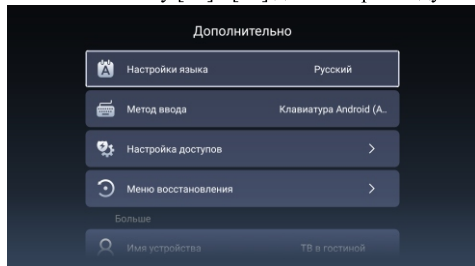 Дополнительно
Настройки языка Русский
Метод ввода Клавиатура Android (А..
Настройка доступов
Меню восстановления
Больше
Имя устройства ТВ в гостиной